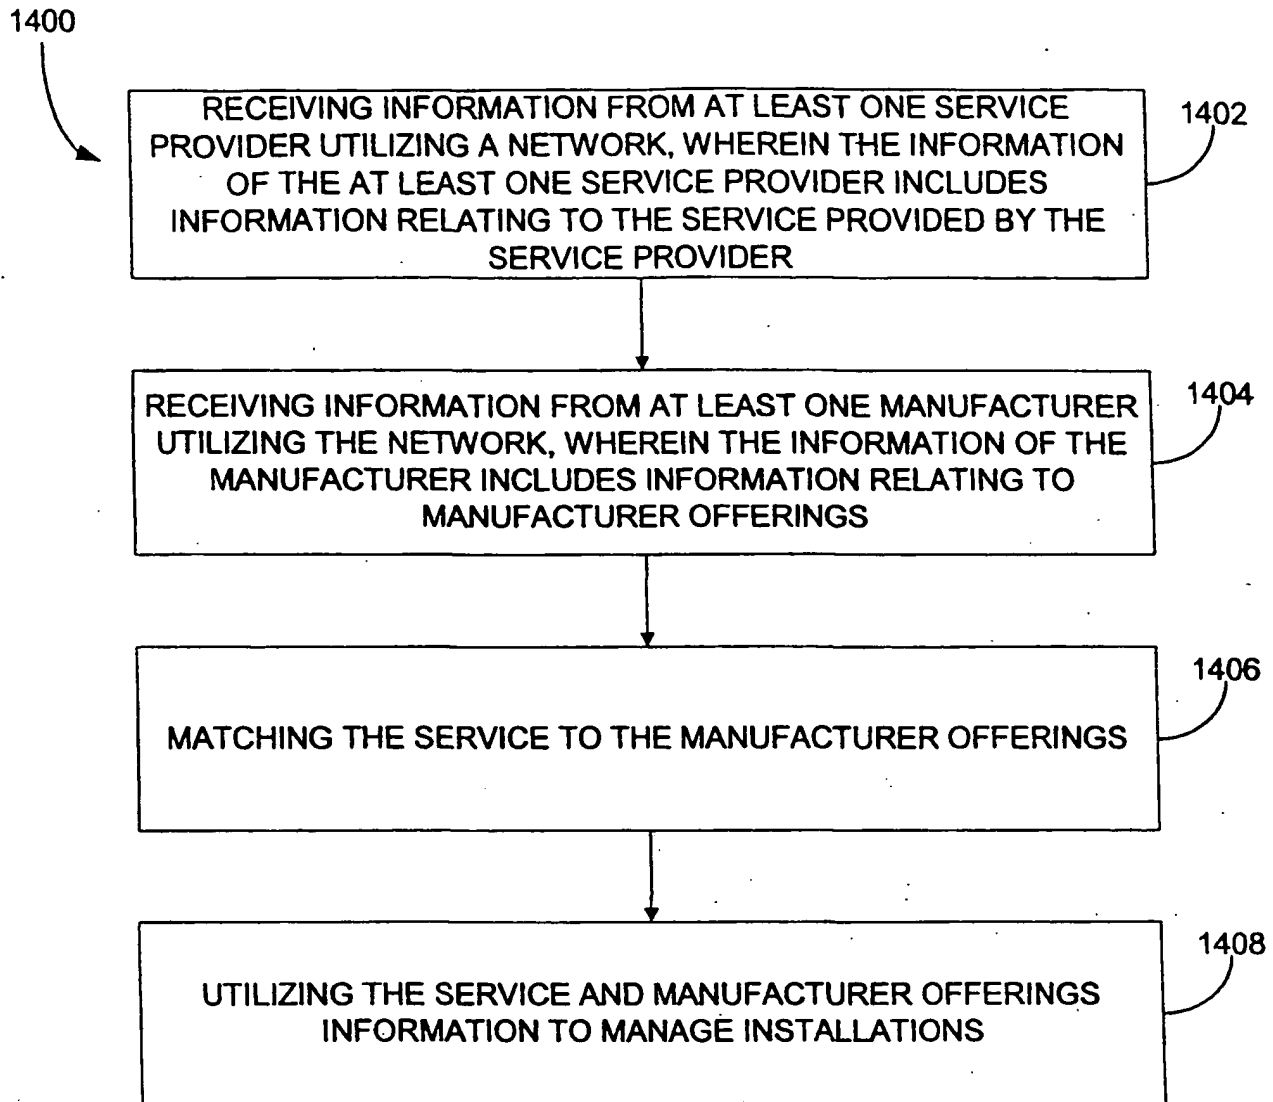 1400
RECEIVING INFORMATION FROM AT LEAST ONE SERVICE
PROVIDER UTILIZING A NETWORK, WHEREIN THE INFORMATION
OF THE AT LEAST ONE SERVICE PROVIDER INCLUDES
INFORMATION RELATING TO THE SERVICE PROVIDED BY THE
SERVICE PROVIDER
1402
RECEIVING INFORMATION FROM AT LEAST ONE MANUFACTURER
UTILIZING THE NETWORK, WHEREIN THE INFORMATION OF THE
MANUFACTURER INCLUDES INFORMATION RELATING TO
MANUFACTURER OFFERINGS
1404
MATCHING THE SERVICE TO THE MANUFACTURER OFFERINGS
1406
UTILIZING THE SERVICE AND MANUFACTURER OFFERINGS
INFORMATION TO MANAGE INSTALLATIONS
1408